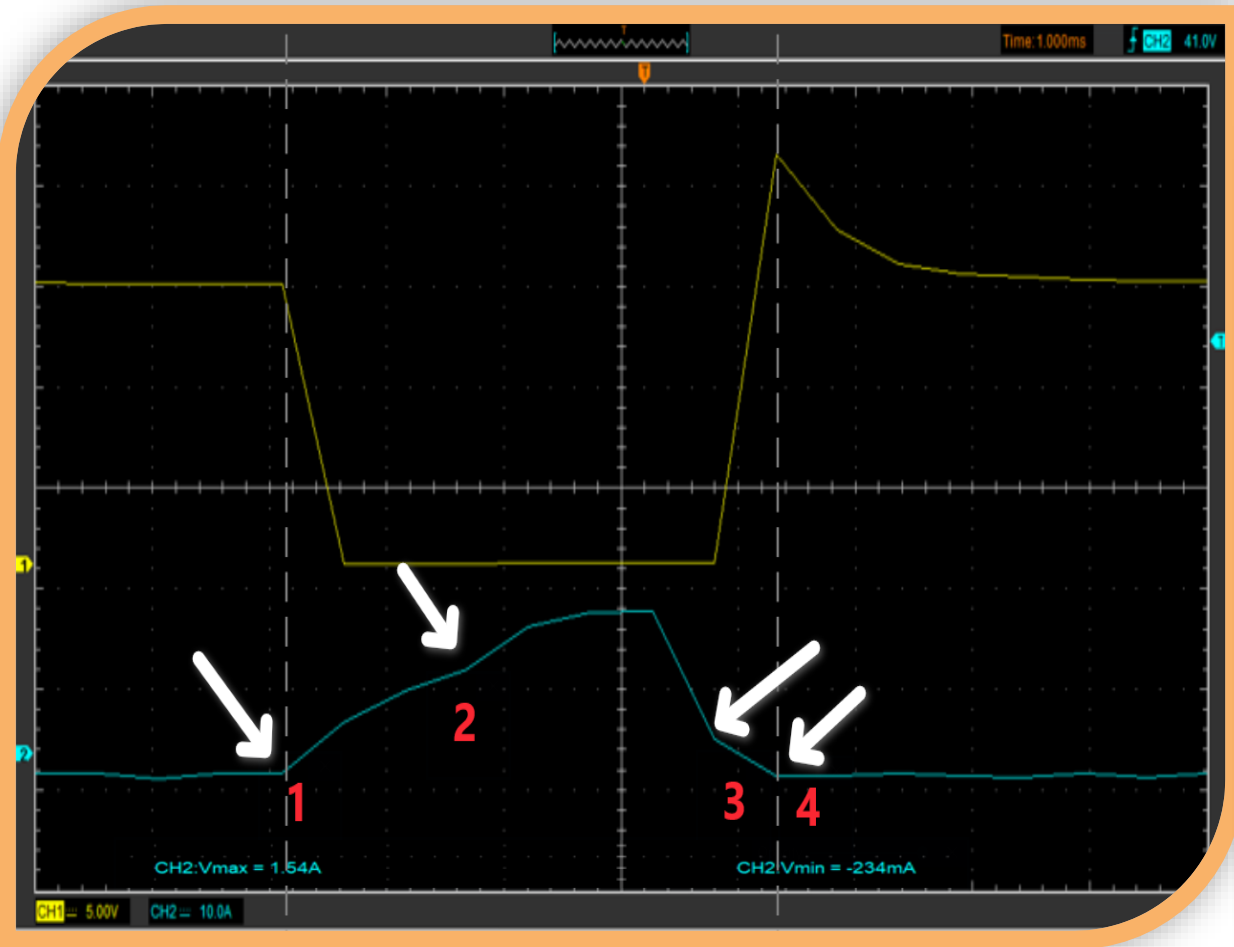 T
Time:1.000ms
CH2 41.0V
T
T
1
2
2
1
3
4
CH2:Vmax = 1.54A
CH2:Vmin = -234mA
CH1 5.00V
CH2 10.0A